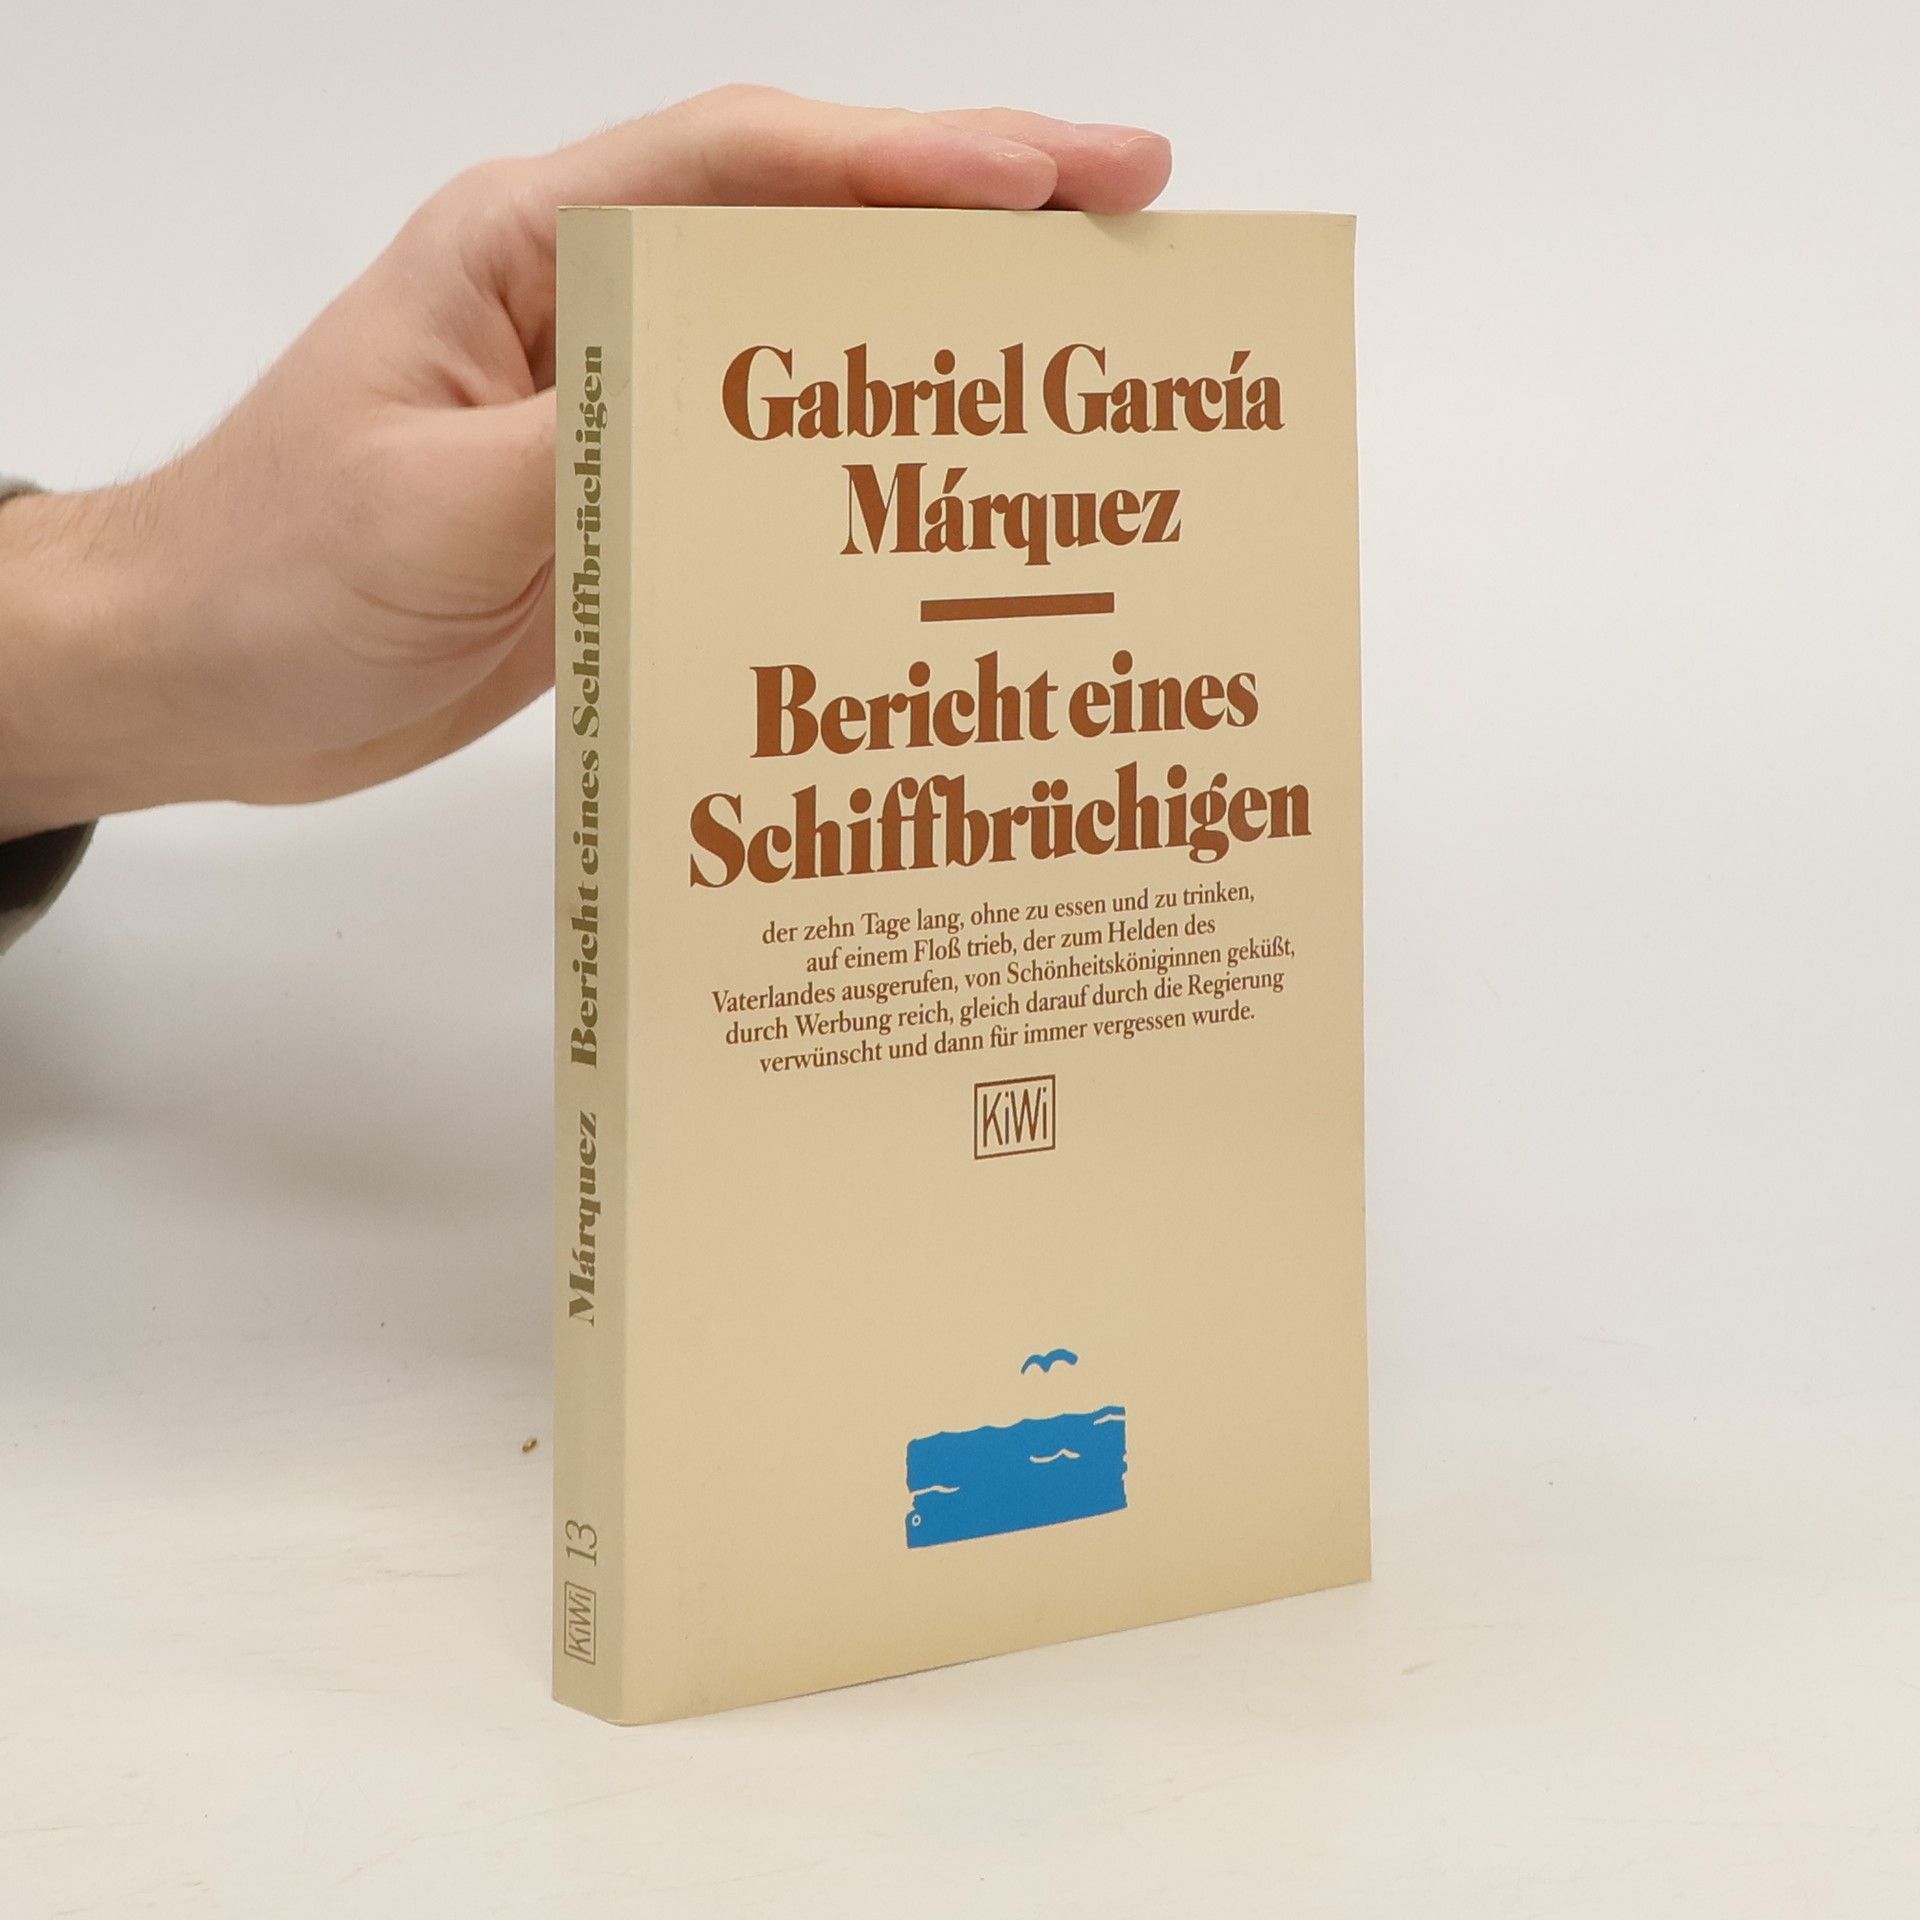 Gabriel García
Márquez
Bericht eines
Schiffbrüchigen
der zehn Tage lang, ohne zu essen und zu trinken,
auf einem Floß trieb, der zum Helden des
Vaterlandes ausgerufen, von Schönheitsköniginnen geküßt,
durch Werbung reich, gleich darauf durch die Regierung
verwünscht und dann für immer vergessen wurde.
KiWi
Márquez Bericht eines Schiffbrüchigen
KiWi 13